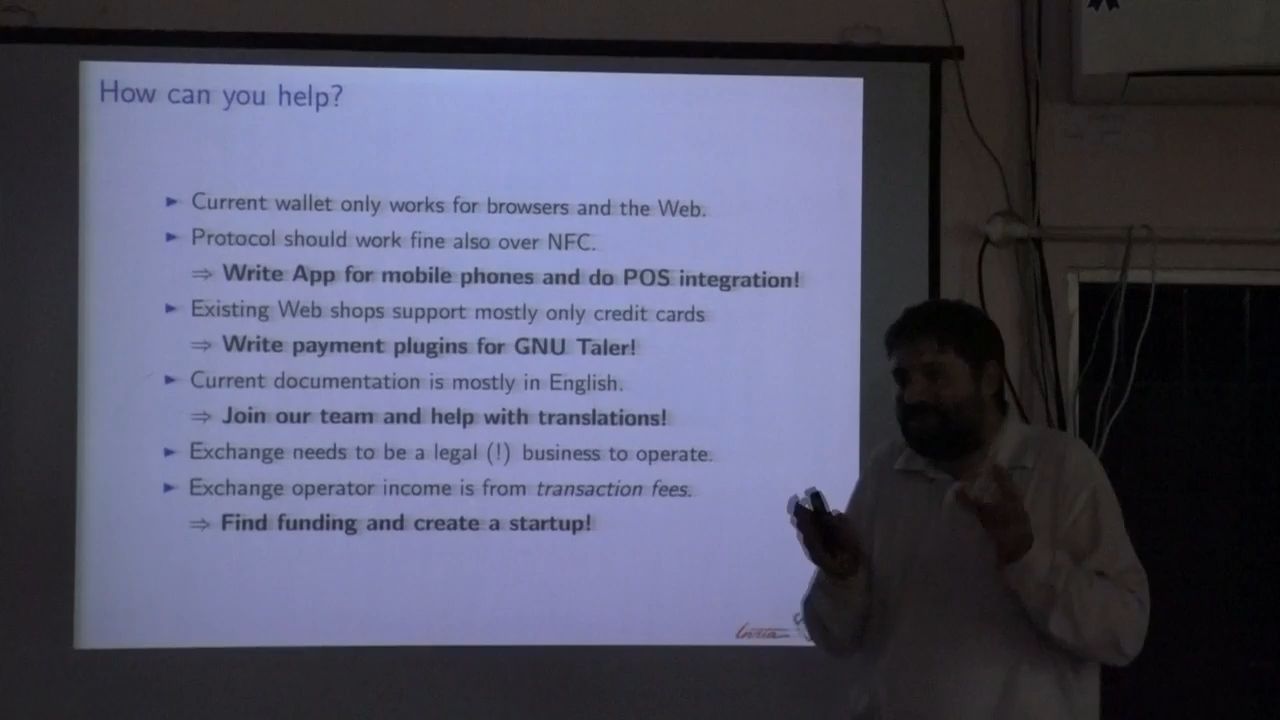 How can you help?
► Current wallet only works for browsers and the Web.
► Protocol should work fine also over NFC.
⇒ Write App for mobile phones and do POS integration!
► Existing Web shops support mostly only credit cards
⇒ Write payment plugins for GNU Taler!
► Current documentation is mostly in English.
⇒ Join our team and help with translations!
► Exchange needs to be a legal (!) business to operate.
► Exchange operator income is from transaction fees.
⇒ Find funding and create a startup!
Inria